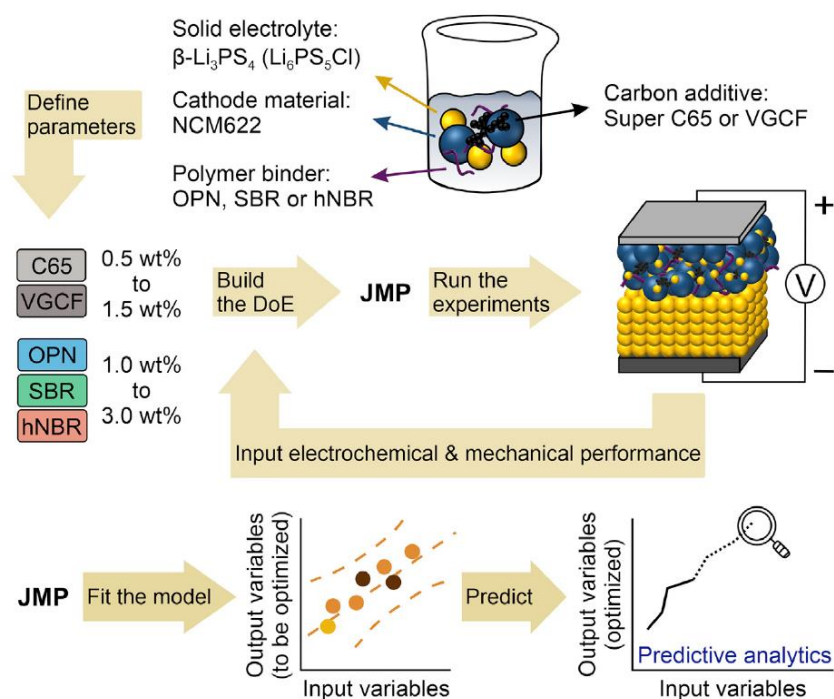 Solid electrolyte:
β-Li₃PS₄ (Li₆PS₅Cl)
Cathode material:
NCM622
Polymer binder:
OPN, SBR or hNBR
Carbon additive:
Super C65 or VGCF
Define
parameters
C65
VGCF
0.5 wt%
to
1.5 wt%
OPN
SBR
hNBR
1.0 wt%
to
3.0 wt%
Build
the DoE
JMP
Run the
experiments
+
V
−
Input electrochemical & mechanical performance
JMP
Fit the model
Output variables
(to be optimized)
Input variables
Predict
Output variables
(optimized)
Predictive analytics
Input variables